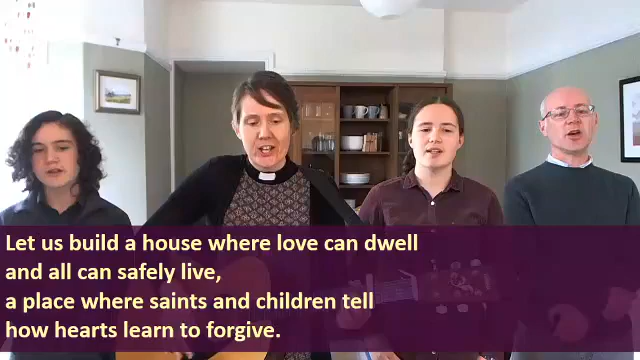 Let us build a house where love can dwell
and all can safely live,
a place where saints and children tell
how hearts learn to forgive.